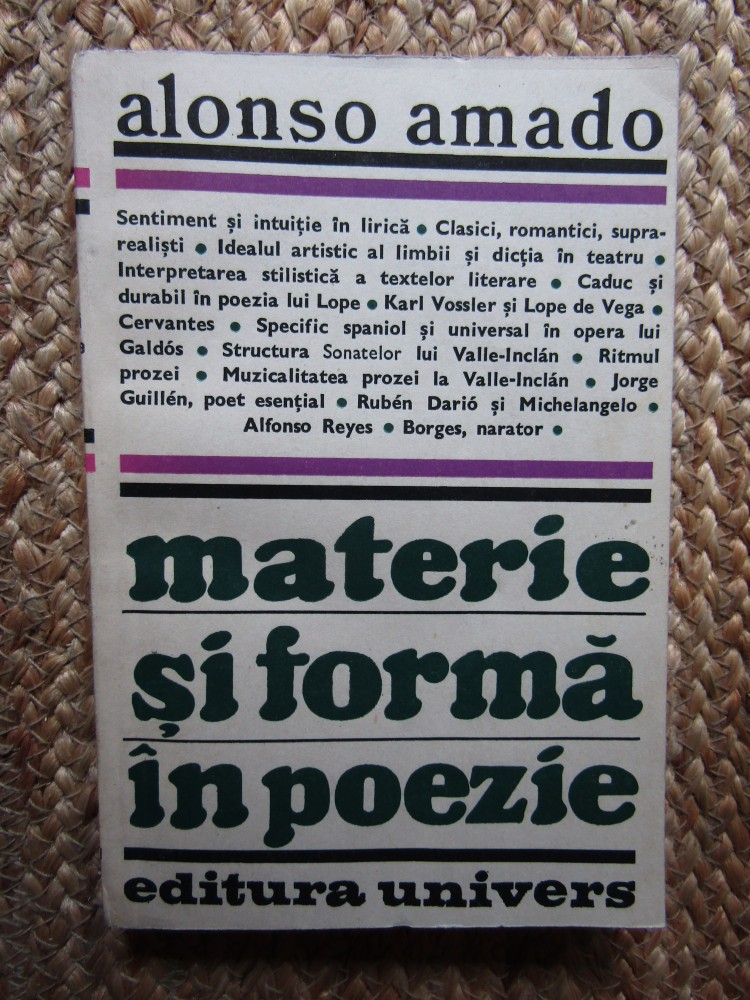 alonso amado
Sentiment și intuiție în lirică • Clasici, romantici, supra-
realiști • Idealul artistic al limbii și dicția în teatru •
Interpretarea stilistică a textelor literare • Caduc și
durabil în poezia lui Lope • Karl Vossler și Lope de Vega •
Cervantes • Specific spaniol și universal în opera lui
Galdós • Structura Sonatelor lui Valle-Inclán • Ritmul
prozei • Muzicalitatea prozei la Valle-Inclán • Jorge
Guillén, poet esențial • Rubén Darió și Michelangelo •
Alfonso Reyes • Borges, narator •
materie
și formă
în poezie
editura univers